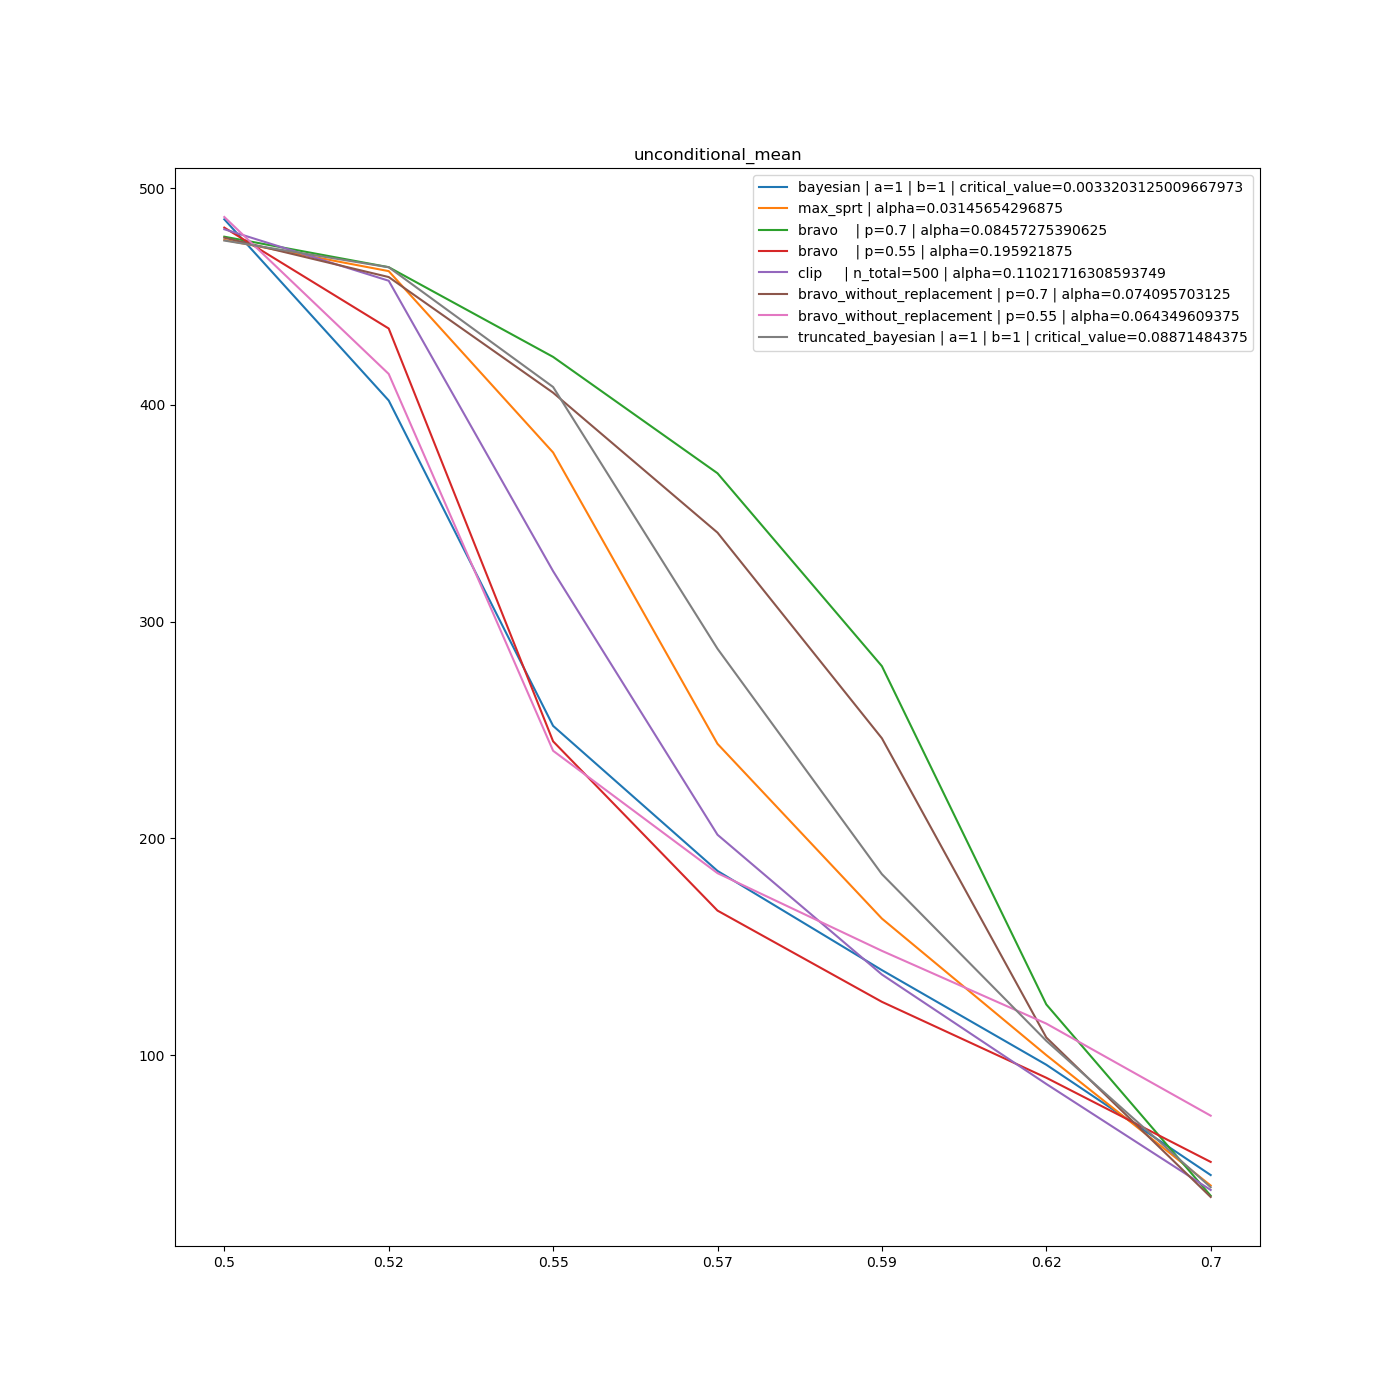 unconditional_mean
500
400
300
200
100
bayesian | a=1 | b=1 | critical_value=0.0033203125009667973
max_sprt | alpha=0.03145654296875
bravo    | p=0.7 | alpha=0.08457275390625
bravo    | p=0.55 | alpha=0.195921875
clip     | n_total=500 | alpha=0.11021716308593749
bravo_without_replacement | p=0.7 | alpha=0.074095703125
bravo_without_replacement | p=0.55 | alpha=0.064349609375
truncated_bayesian | a=1 | b=1 | critical_value=0.08871484375
0.5 0.52 0.55 0.57 0.59 0.62 0.7